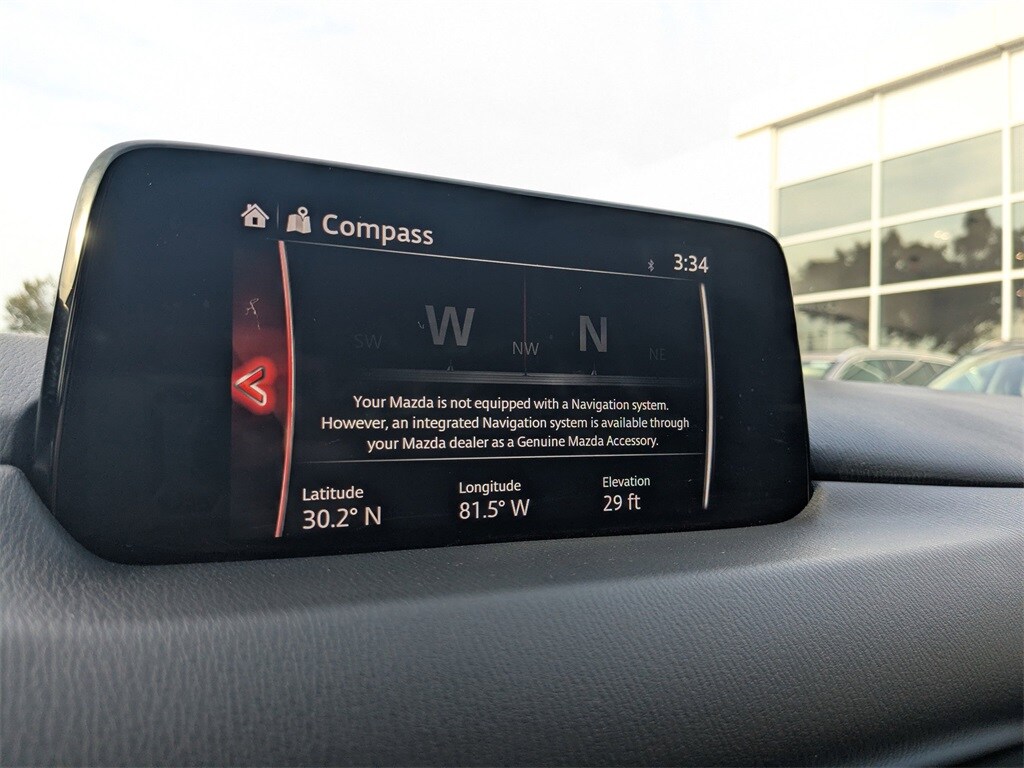 Compass
3:34
SW W NW N NE
Your Mazda is not equipped with a Navigation system.
However, an integrated Navigation system is available through
your Mazda dealer as a Genuine Mazda Accessory.
Latitude Longitude Elevation
30.2° N 81.5° W 29 ft